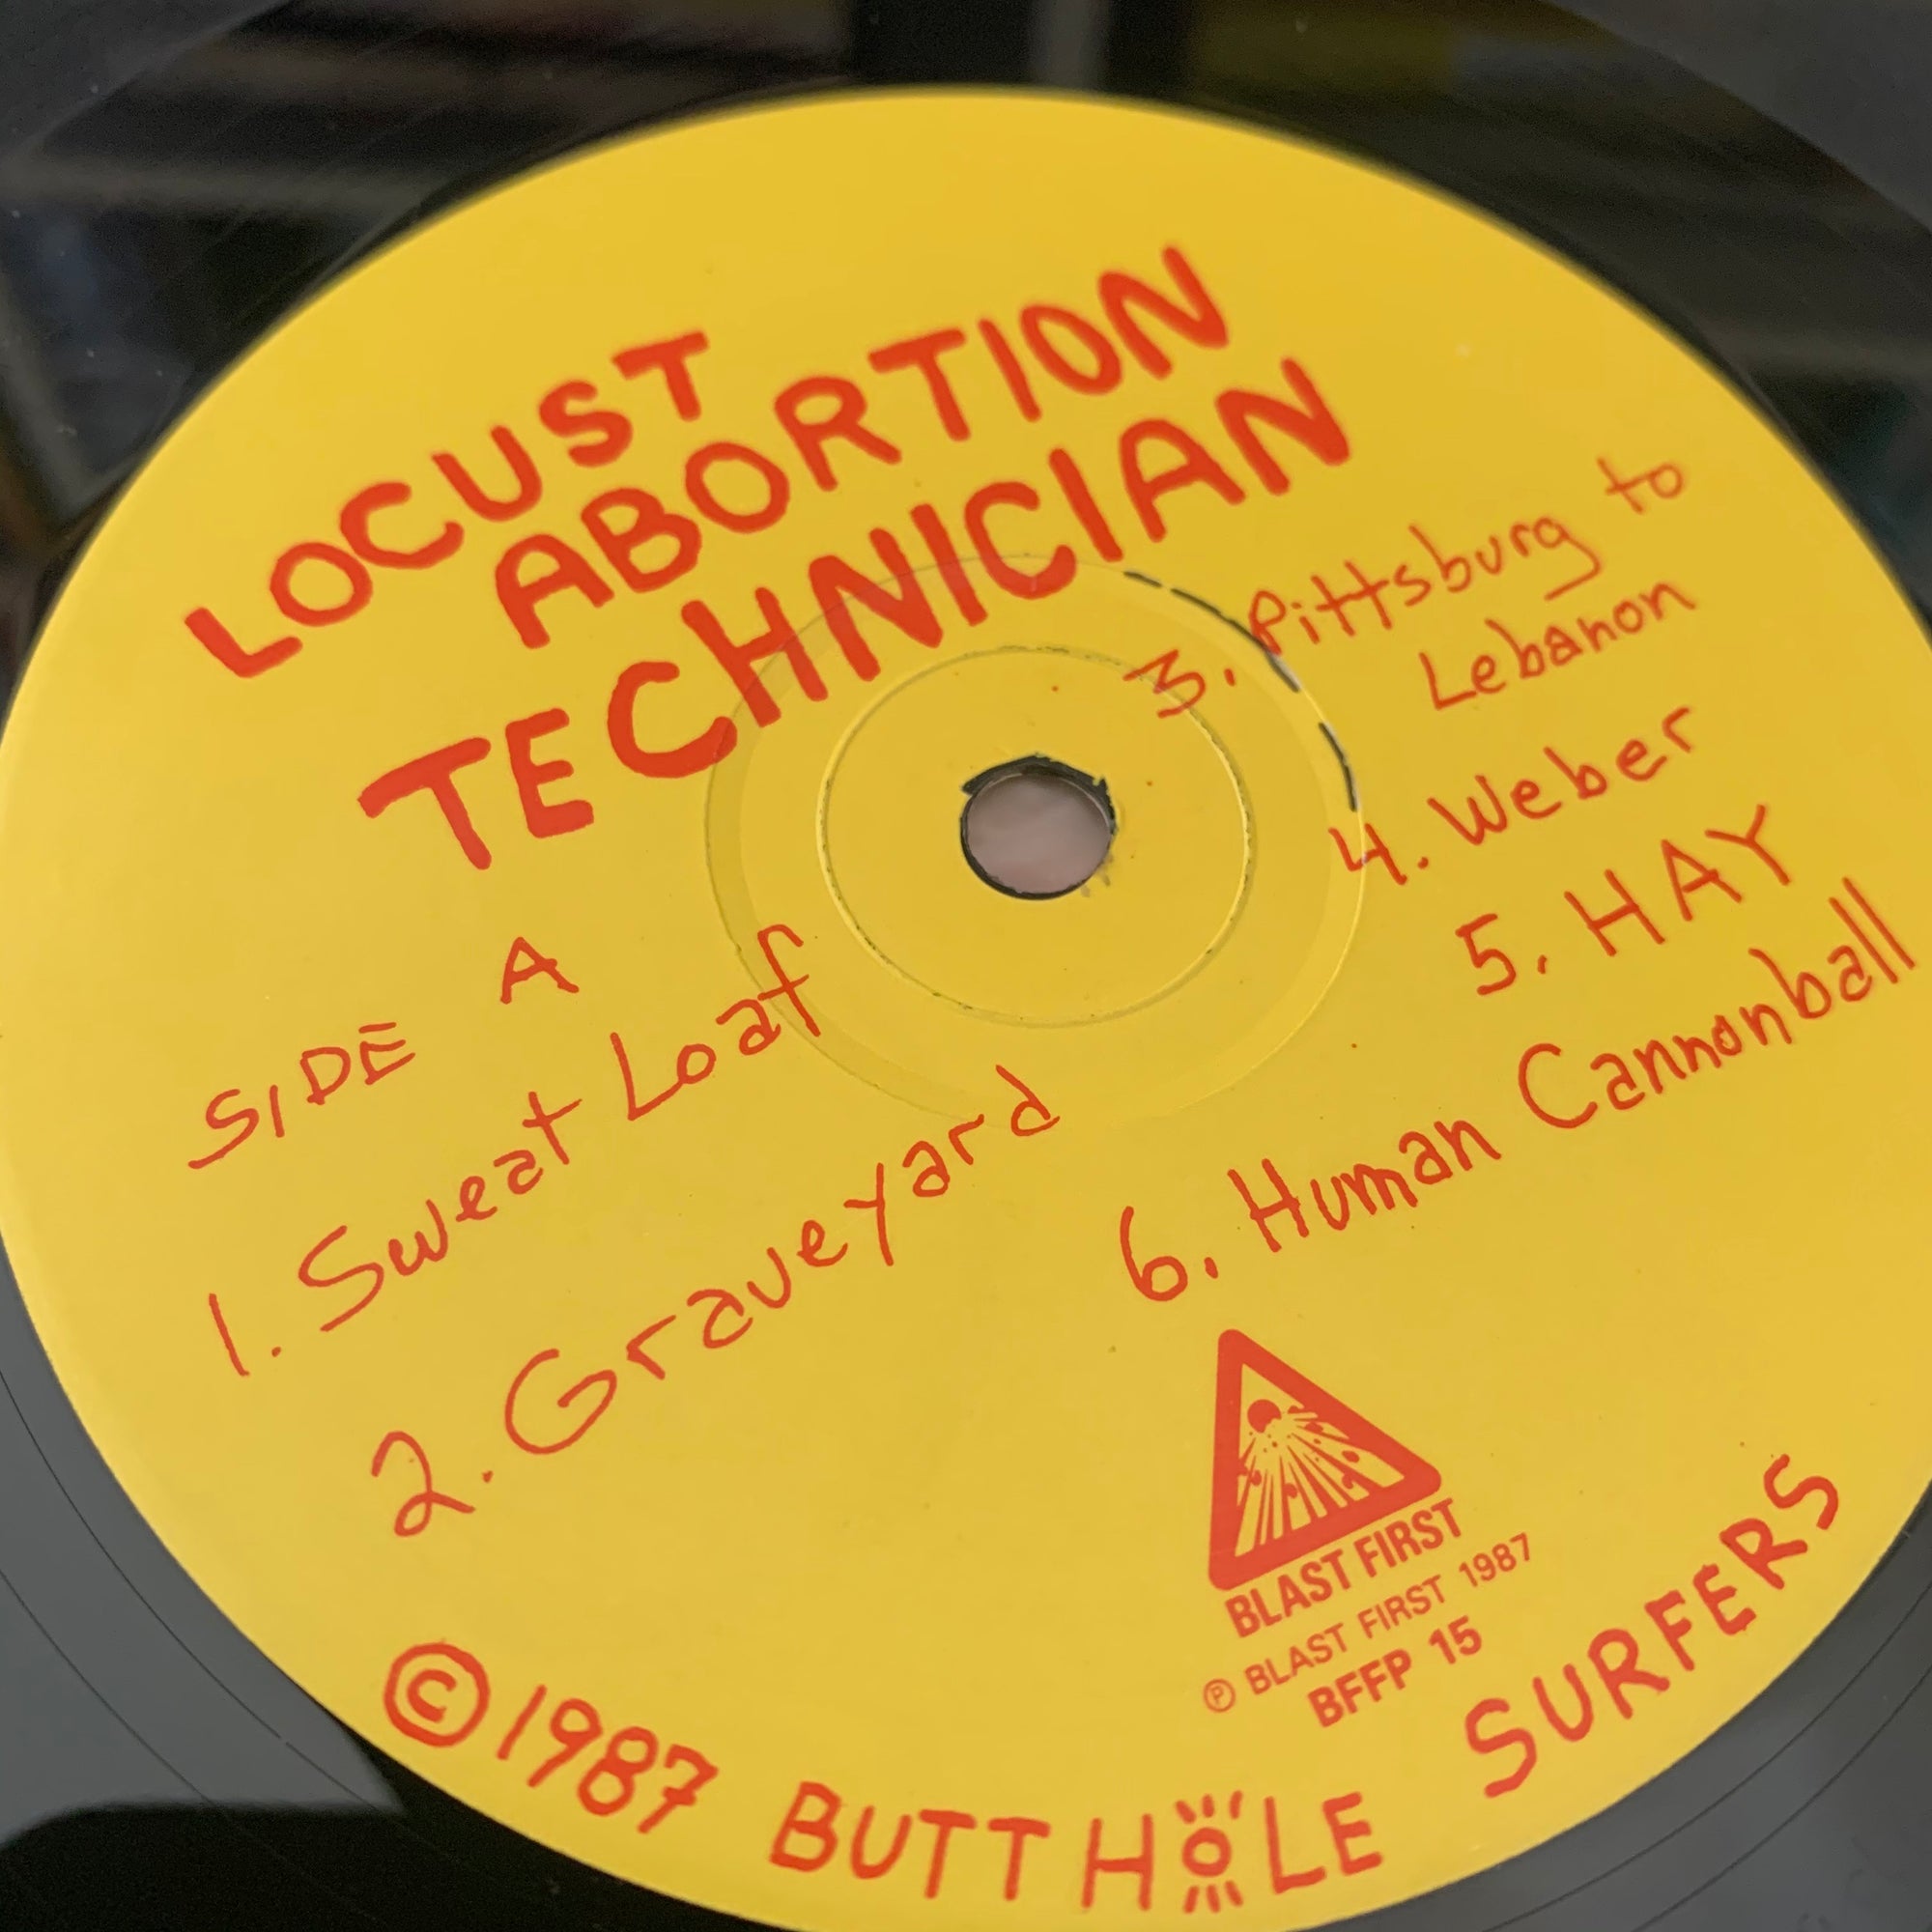 LOCUST
ABORTION
TECHNICIAN
SIDE A
1. Sweat Loaf
2. Graveyard
3. Pittsburg to
Lebanon
4. Weber
5. HAY
6. Human Cannonball
BLAST FIRST
℗ BLAST FIRST 1987
BFFP 15
© 1987 BUTTHOLE SURFERS